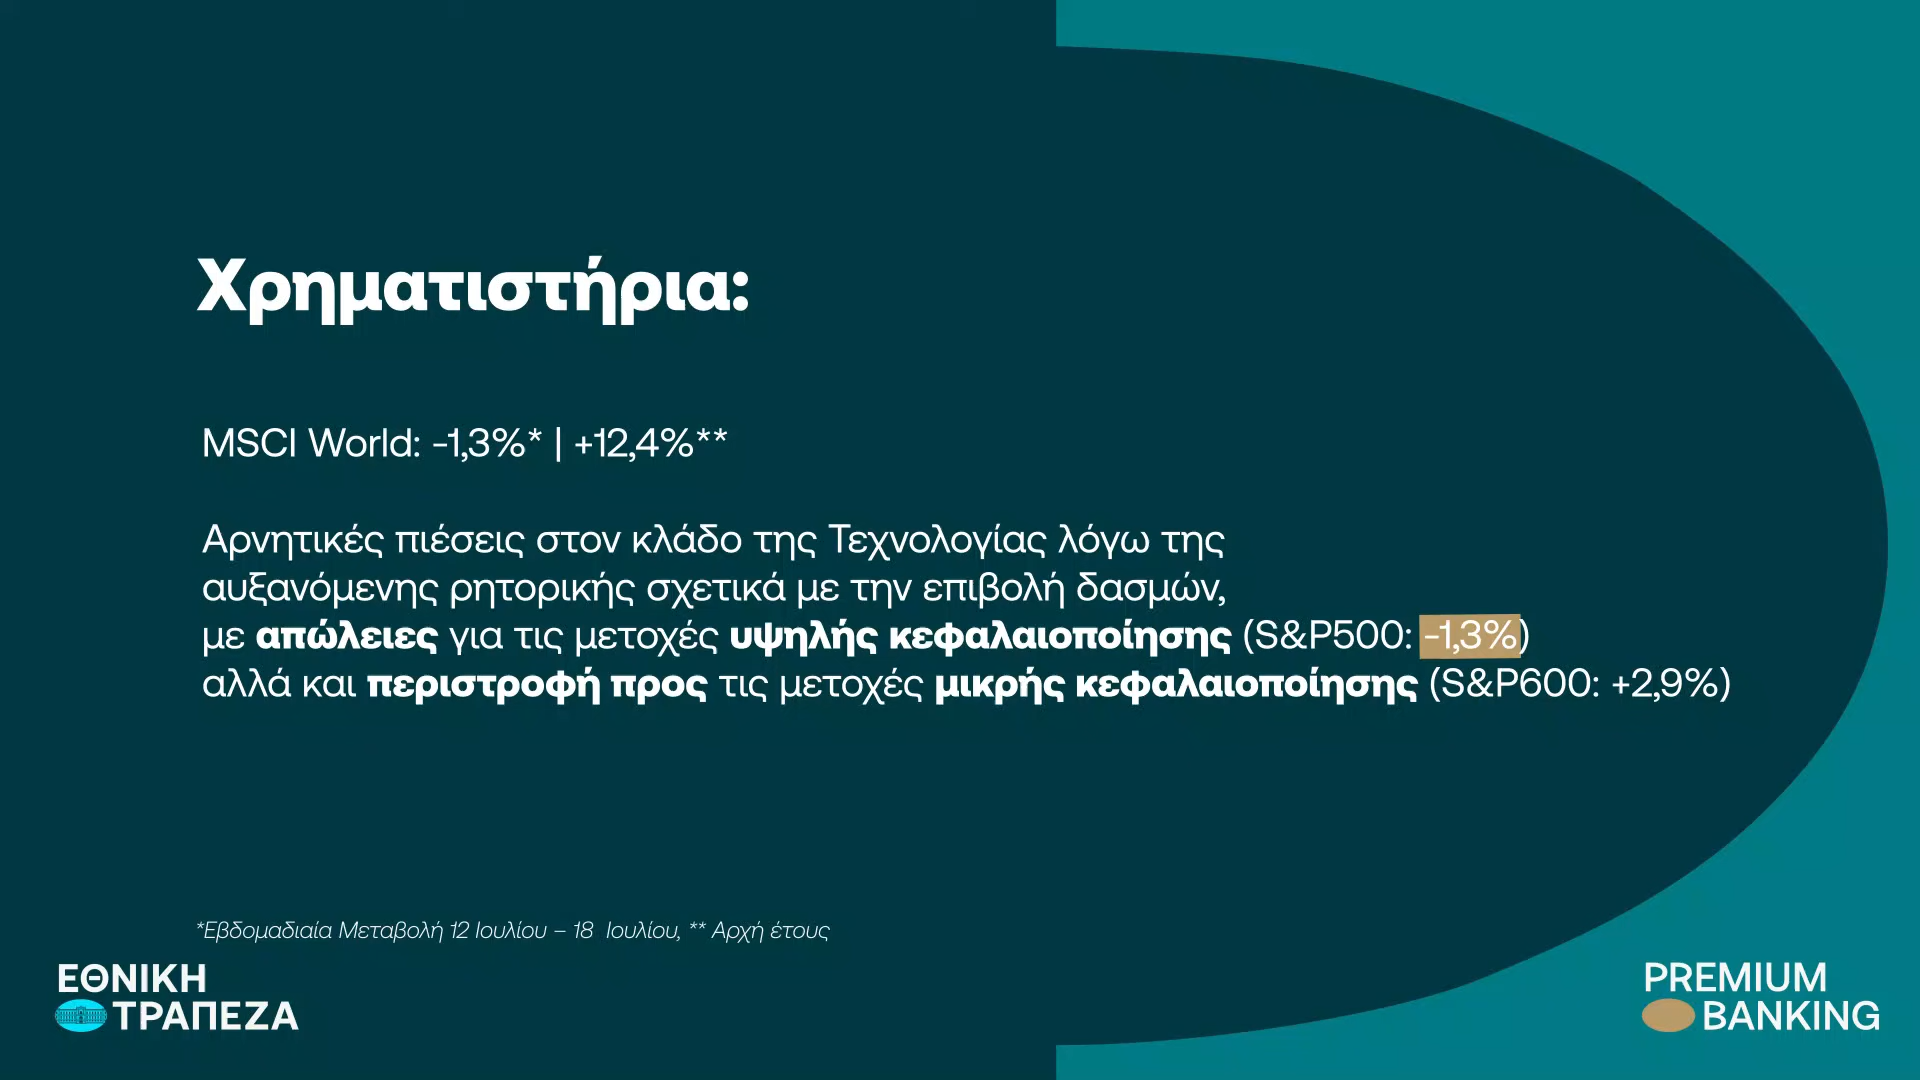 Χρηματιστήρια:
MSCI World: -1,3%* | +12,4%**
Αρνητικές πιέσεις στον κλάδο της Τεχνολογίας λόγω της
αυξανόμενης ρητορικής σχετικά με την επιβολή δασμών,
με απώλειες για τις μετοχές υψηλής κεφαλαιοποίησης (S&P500: -1,3%)
αλλά και περιστροφή προς τις μετοχές μικρής κεφαλαιοποίησης (S&P600: +2,9%)
*Εβδομαδιαία Μεταβολή 12 Ιουλίου – 18 Ιουλίου, ** Αρχή έτους
ΕΘΝΙΚΗ
ΤΡΑΠΕΖΑ
PREMIUM
BANKING